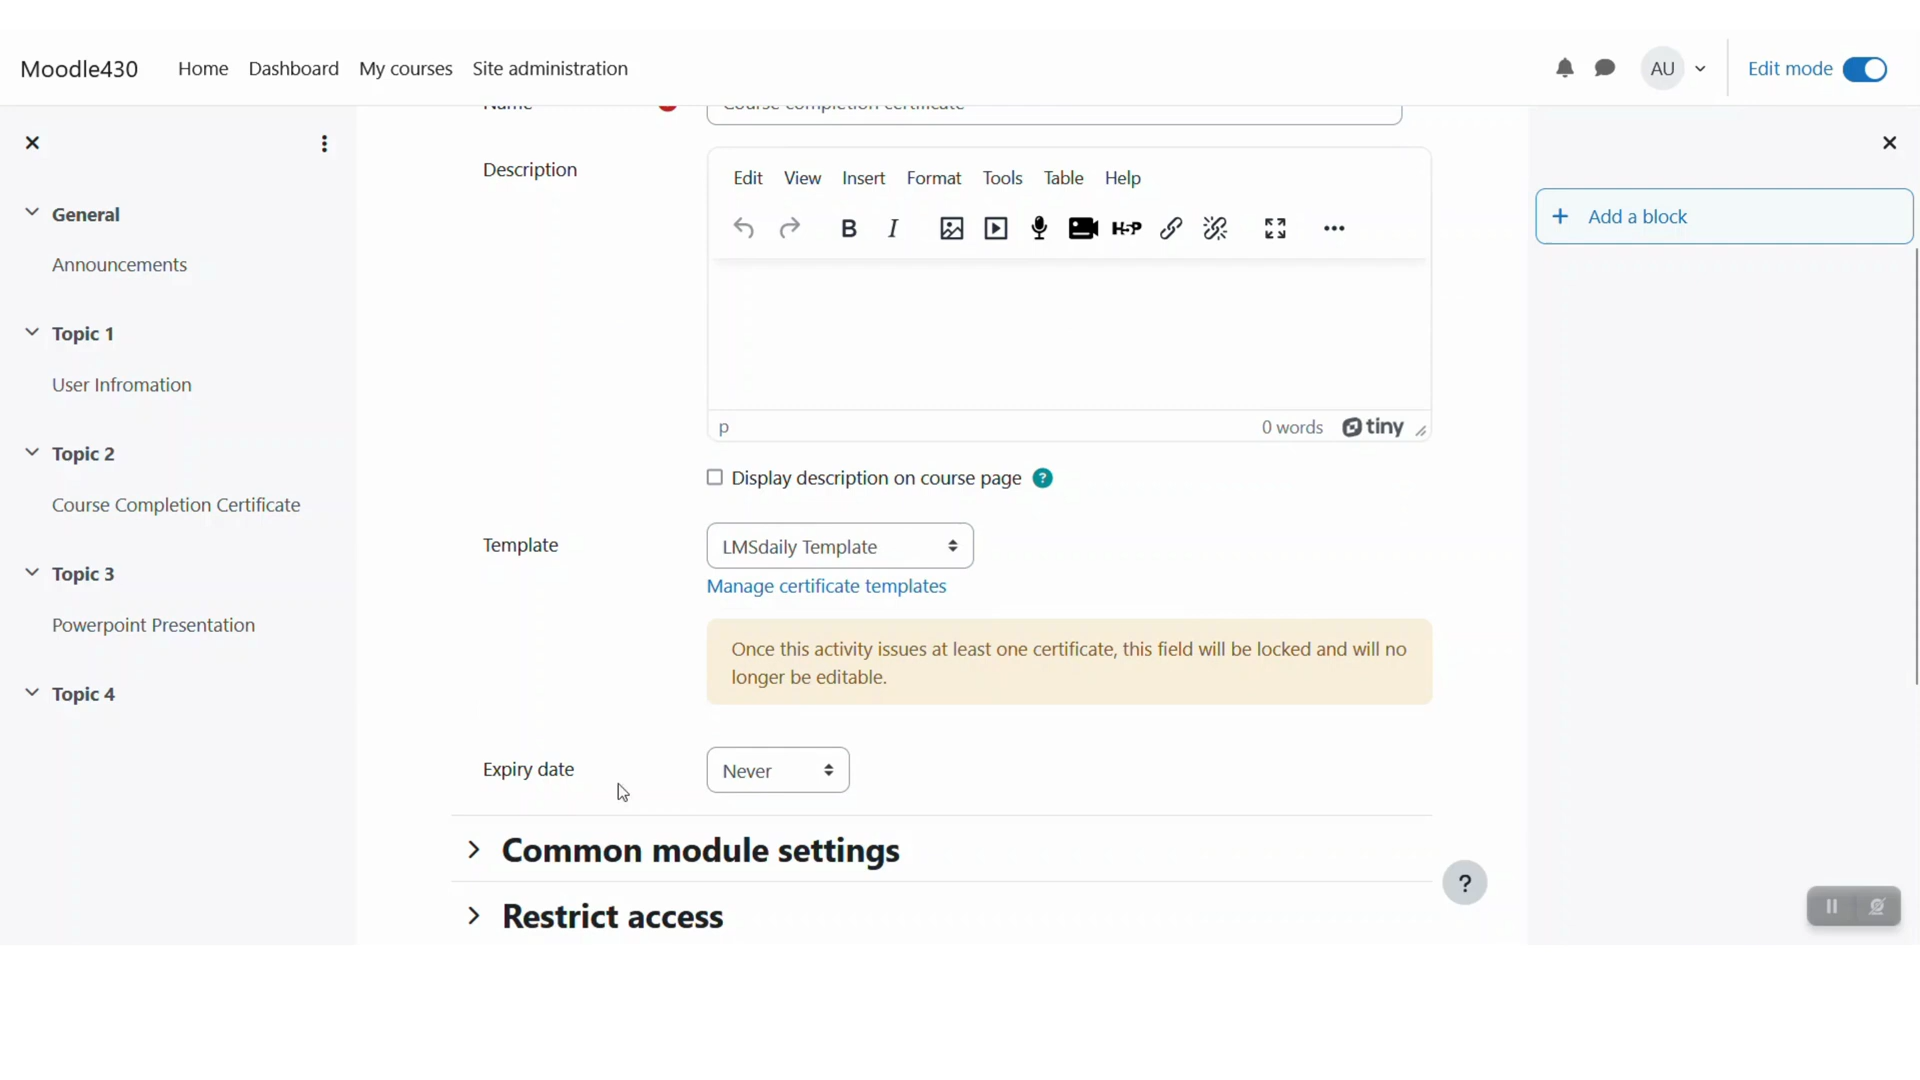 Moodle430
Home Dashboard My courses Site administration
AU
Edit mode
General
Announcements
Topic 1
User Infromation
Topic 2
Course Completion Certificate
Topic 3
Powerpoint Presentation
Topic 4
Name
Course completion certificate
Description
Edit View Insert Format Tools Table Help
B I H-P
p
0 words tiny
Display description on course page ?
Template
LMSdaily Template
Manage certificate templates
Once this activity issues at least one certificate, this field will be locked and will no
longer be editable.
Expiry date
Never
Common module settings
Restrict access
?
+ Add a block